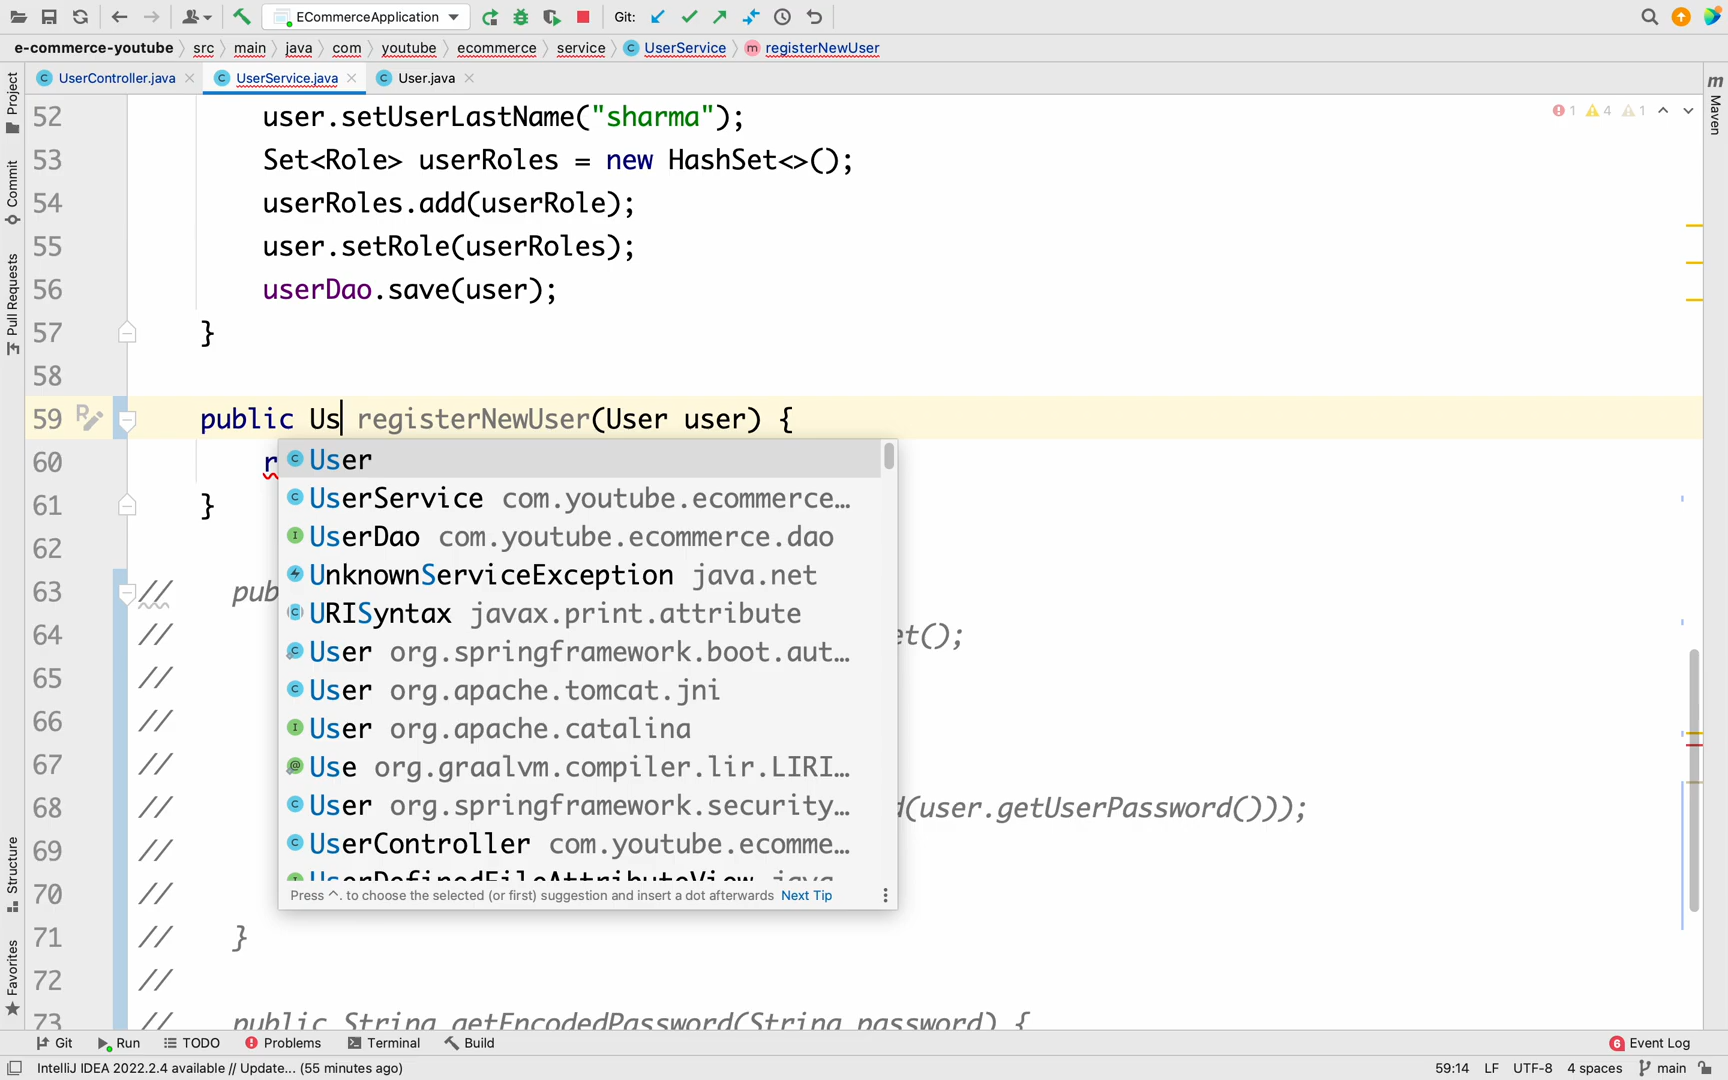 ECommerceApplication Git:
e-commerce-youtube src main java com youtube ecommerce service UserService registerNewUser
UserController.java UserService.java User.java
Project
Commit
Pull Requests
Structure
Favorites
Maven
1 4 1
52 user.setUserLastName("sharma");
53 Set<Role> userRoles = new HashSet<>();
54 userRoles.add(userRole);
55 user.setRole(userRoles);
56 userDao.save(user);
57 }
58
59 public Us registerNewUser(User user) {
60 r
61 }
62
63 // pub
64 // et();
65 //
66 //
67 //
68 // d(user.getUserPassword()));
69 //
70 //
71 // }
72 //
73 // public String getEncodedPassword(String password) {
User
UserService com.youtube.ecommerce…
UserDao com.youtube.ecommerce.dao
UnknownServiceException java.net
URISyntax javax.print.attribute
User org.springframework.boot.aut…
User org.apache.tomcat.jni
User org.apache.catalina
Use org.graalvm.compiler.lir.LIRI…
User org.springframework.security…
UserController com.youtube.ecomme…
UserDefinedFileAttributeView java
Press ^. to choose the selected (or first) suggestion and insert a dot afterwards Next Tip
Git Run TODO Problems Terminal Build 6 Event Log
IntelliJ IDEA 2022.2.4 available // Update... (55 minutes ago) 59:14 LF UTF-8 4 spaces main